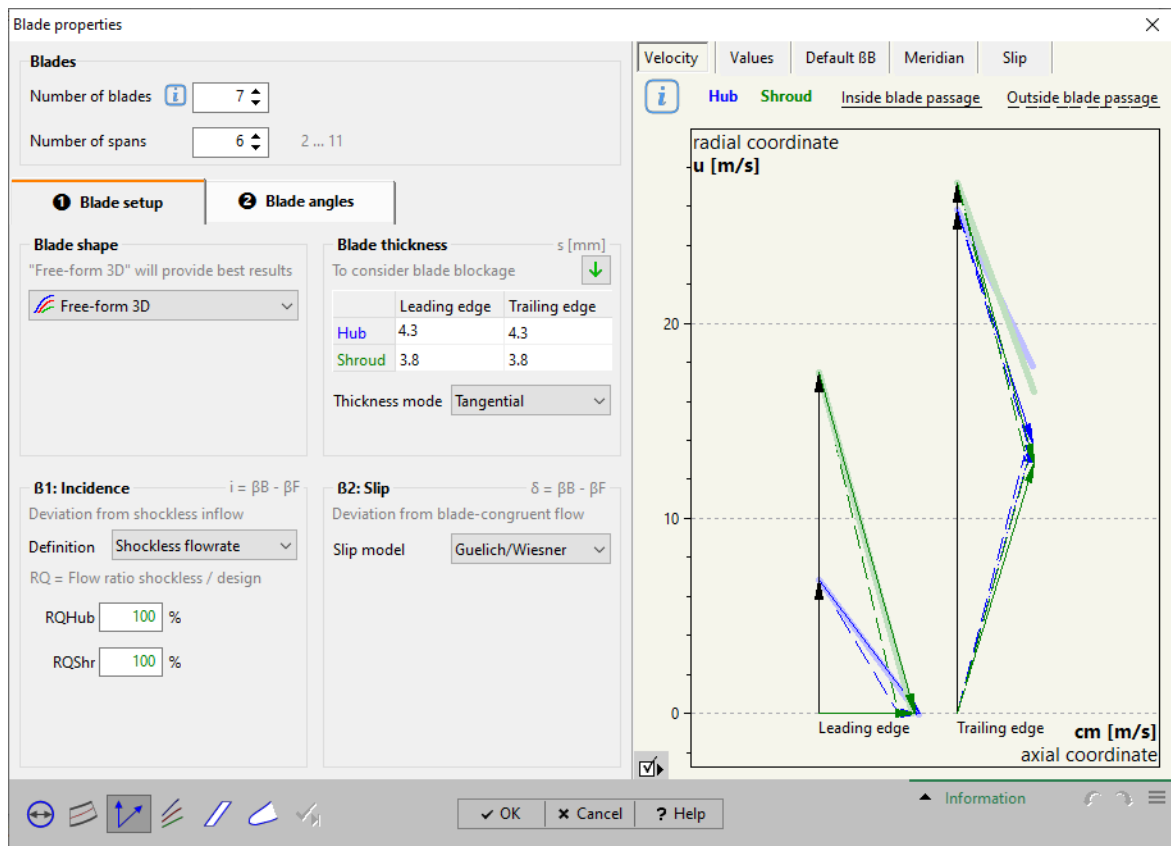 Blade properties
Blades
Number of blades i 7
Number of spans 6 2 ... 11
1 Blade setup
2 Blade angles
Blade shape
"Free-form 3D" will provide best results
Free-form 3D
Blade thickness s [mm]
To consider blade blockage
Leading edge Trailing edge
Hub 4.3 4.3
Shroud 3.8 3.8
Thickness mode Tangential
ß1: Incidence i = βB - βF
Deviation from shockless inflow
Definition Shockless flowrate
RQ = Flow ratio shockless / design
RQHub 100 %
RQShr 100 %
ß2: Slip δ = βB - βF
Deviation from blade-congruent flow
Slip model Guelich/Wiesner
Velocity Values Default ßB Meridian Slip
i Hub Shroud Inside blade passage Outside blade passage
radial coordinate
u [m/s]
20
10
0
Leading edge Trailing edge cm [m/s]
axial coordinate
OK Cancel ? Help
Information